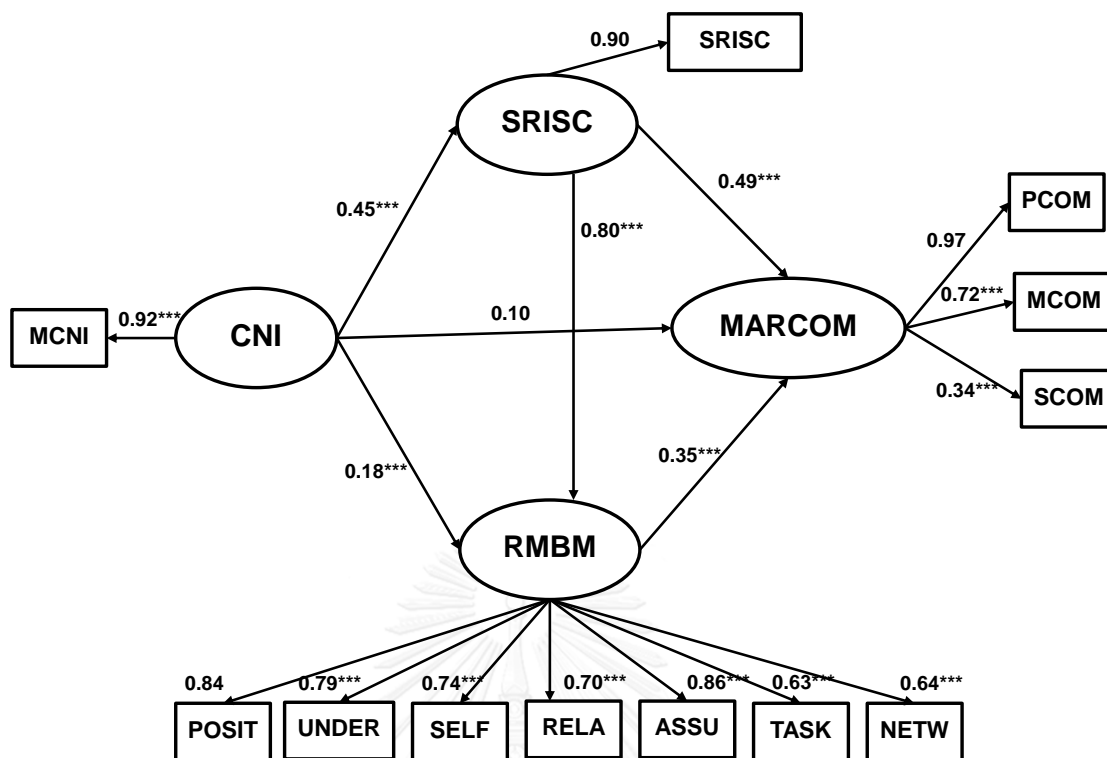 0.90
SRISC
SRISC
PCOM
0.49***
0.45***
0.80***
0.97
MCNI
0.92***
CNI
0.10
MARCOM
0.72***
MCOM
0.34***
SCOM
0.18***
0.35***
RMBM
0.84
0.79***
0.74***
0.70***
0.86***
0.63***
0.64***
POSIT
UNDER
SELF
RELA
ASSU
TASK
NETW